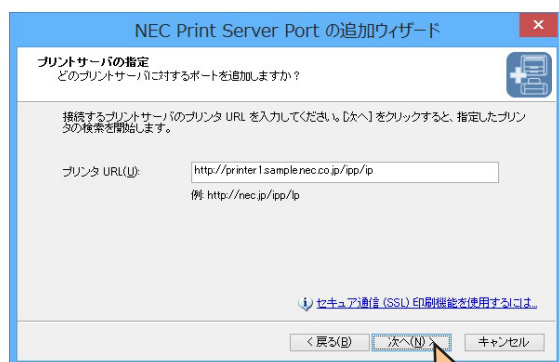 NEC Print Server Port の追加ウィザード
プリントサーバの指定
どのプリントサーバに対するポートを追加しますか？
接続するプリントサーバのプリンタ URL を入力してください。[次へ] をクリックすると、指定したプリン
タの検索を開始します。
プリンタ URL(U):
http://printer1.sample.nec.co.jp/ipp/ip
例: http://nec.jp/ipp/lp
セキュア通信 (SSL) 印刷機能を使用するには...
< 戻る(B)
次へ(N) >
キャンセル